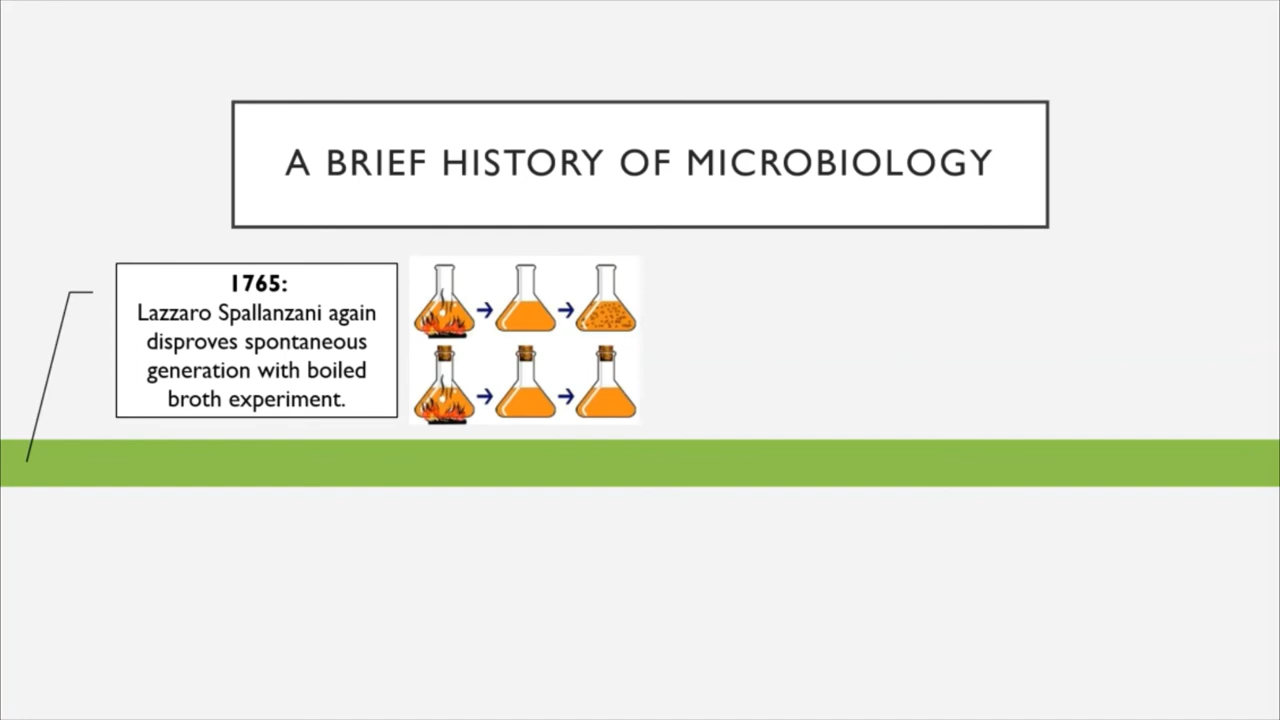 A BRIEF HISTORY OF MICROBIOLOGY
1765:
Lazzaro Spallanzani again
disproves spontaneous
generation with boiled
broth experiment.